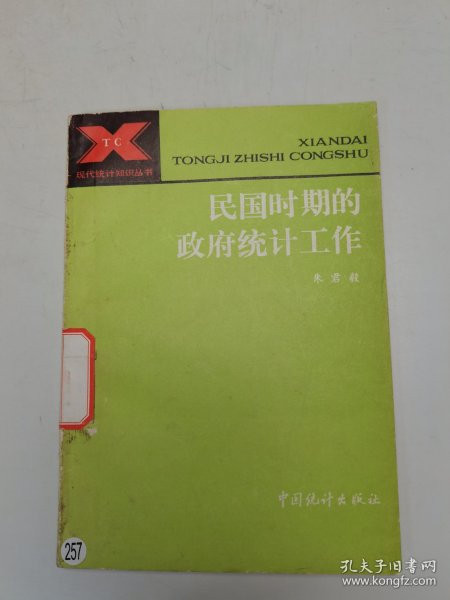 TC
现代统计知识丛书
XIANDAI
TONGJI ZHISHI CONGSHU
民国时期的
政府统计工作
朱君毅
中国统计出版社
257
孔夫子旧书网
www.kongfz.com